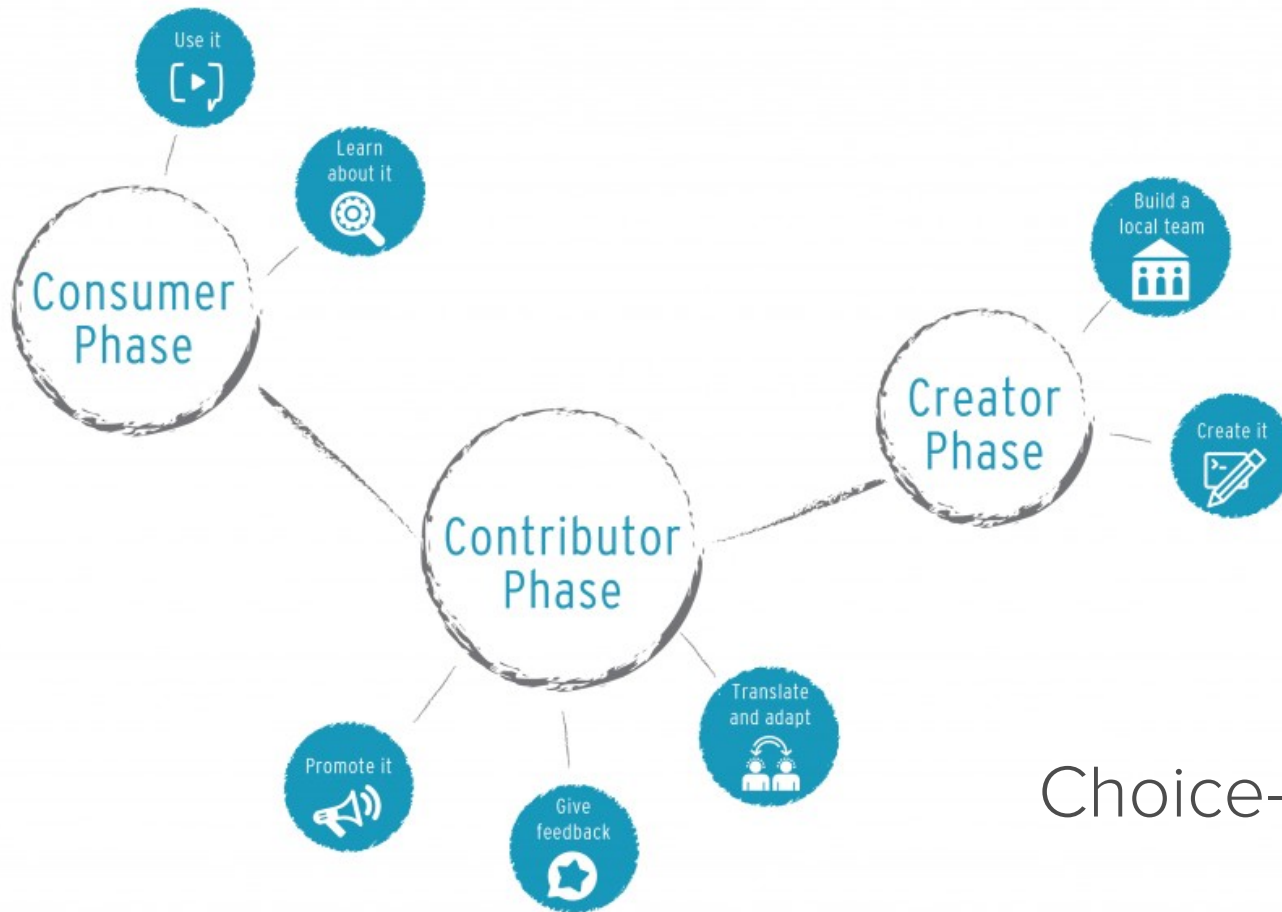 Use it
Learn
about it
Consumer
Phase
Build a
local team
Creator
Phase
Create it
Contributor
Phase
Translate
and adapt
Promote it
Give
feedback
Choice-